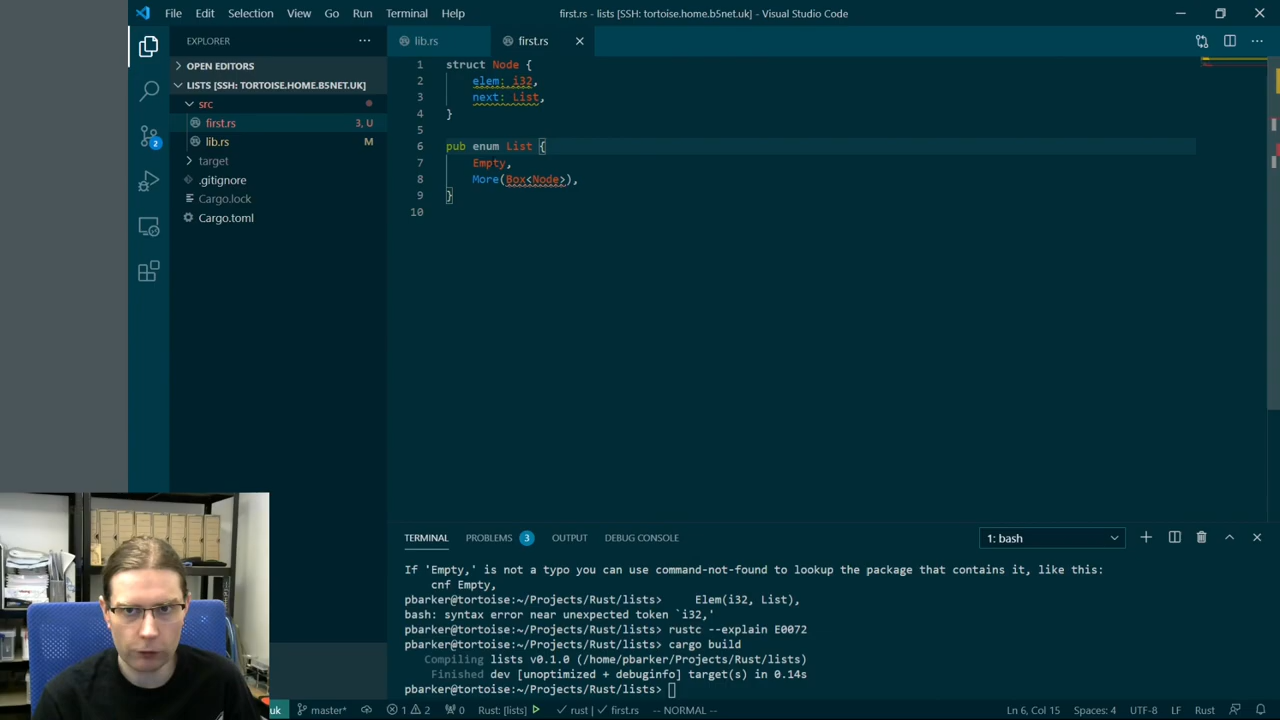 File Edit Selection View Go Run Terminal Help
first.rs - lists [SSH: tortoise.home.b5net.uk] - Visual Studio Code
EXPLORER
OPEN EDITORS
LISTS [SSH: TORTOISE.HOME.B5NET.UK]
src
first.rs 3, U
lib.rs M
target
.gitignore
Cargo.lock
Cargo.toml
2
lib.rs first.rs
1 struct Node {
2 elem: i32,
3 next: List,
4 }
5
6 pub enum List {
7 Empty,
8 More(Box<Node>),
9 }
10
TERMINAL PROBLEMS 3 OUTPUT DEBUG CONSOLE 1: bash
If 'Empty,' is not a typo you can use command-not-found to lookup the package that contains it, like this:
cnf Empty,
pbarker@tortoise:~/Projects/Rust/lists> Elem(i32, List),
bash: syntax error near unexpected token `i32,'
pbarker@tortoise:~/Projects/Rust/lists> rustc --explain E0072
pbarker@tortoise:~/Projects/Rust/lists> cargo build
Compiling lists v0.1.0 (/home/pbarker/Projects/Rust/lists)
Finished dev [unoptimized + debuginfo] target(s) in 0.14s
pbarker@tortoise:~/Projects/Rust/lists>
uk master* 1 2 0 Rust: [lists] rust | first.rs -- NORMAL -- Ln 6, Col 15 Spaces: 4 UTF-8 LF Rust